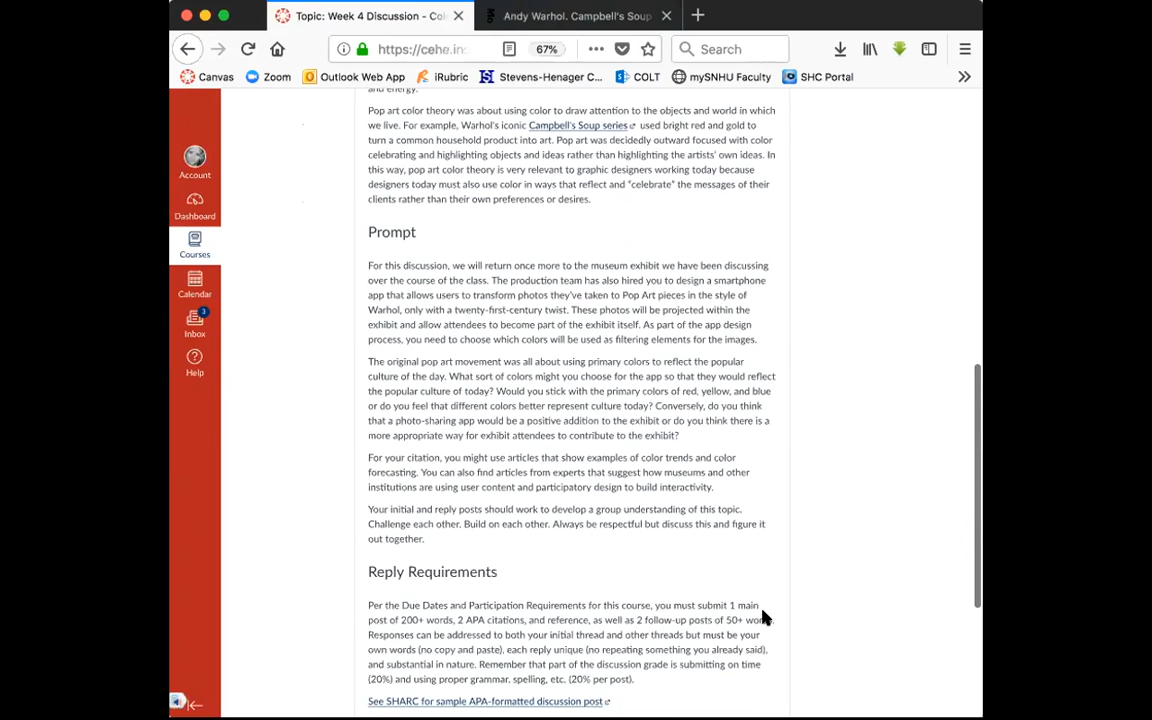 Topic: Week 4 Discussion - Col
Andy Warhol. Campbell's Soup
https://cehe.in
67%
Search
Canvas
Zoom
Outlook Web App
iRubric
Stevens-Henager C...
COLT
mySNHU Faculty
SHC Portal
and energy.
Pop art color theory was about using color to draw attention to the objects and world in which
we live. For example, Warhol's iconic Campbell's Soup series used bright red and gold to
turn a common household product into art. Pop art was decidedly outward focused with color
celebrating and highlighting objects and ideas rather than highlighting the artists' own ideas. In
this way, pop art color theory is very relevant to graphic designers working today because
designers today must also use color in ways that reflect and "celebrate" the messages of their
clients rather than their own preferences or desires.
Account
Dashboard
Courses
Calendar
3
Inbox
Help
Prompt
For this discussion, we will return once more to the museum exhibit we have been discussing
over the course of the class. The production team has also hired you to design a smartphone
app that allows users to transform photos they've taken to Pop Art pieces in the style of
Warhol, only with a twenty-first-century twist. These photos will be projected within the
exhibit and allow attendees to become part of the exhibit itself. As part of the app design
process, you need to choose which colors will be used as filtering elements for the images.
The original pop art movement was all about using primary colors to reflect the popular
culture of the day. What sort of colors might you choose for the app so that they would reflect
the popular culture of today? Would you stick with the primary colors of red, yellow, and blue
or do you feel that different colors better represent culture today? Conversely, do you think
that a photo-sharing app would be a positive addition to the exhibit or do you think there is a
more appropriate way for exhibit attendees to contribute to the exhibit?
For your citation, you might use articles that show examples of color trends and color
forecasting. You can also find articles from experts that suggest how museums and other
institutions are using user content and participatory design to build interactivity.
Your initial and reply posts should work to develop a group understanding of this topic.
Challenge each other. Build on each other. Always be respectful but discuss this and figure it
out together.
Reply Requirements
Per the Due Dates and Participation Requirements for this course, you must submit 1 main
post of 200+ words, 2 APA citations, and reference, as well as 2 follow-up posts of 50+ words.
Responses can be addressed to both your initial thread and other threads but must be your
own words (no copy and paste), each reply unique (no repeating something you already said),
and substantial in nature. Remember that part of the discussion grade is submitting on time
(20%) and using proper grammar, spelling, etc. (20% per post).
See SHARC for sample APA-formatted discussion post